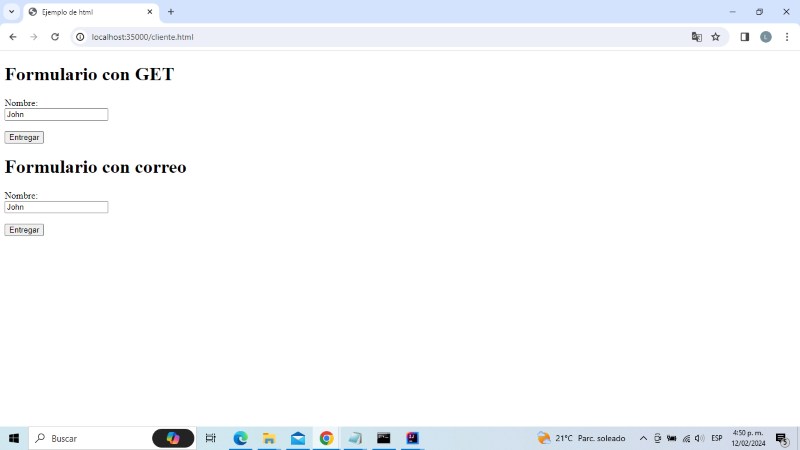 Ejemplo de html
localhost:35000/cliente.html
L
Formulario con GET
Nombre:
John
Entregar
Formulario con correo
Nombre:
John
Entregar
Buscar
21°C Parc. soleado
ESP
4:50 p. m.
12/02/2024
5